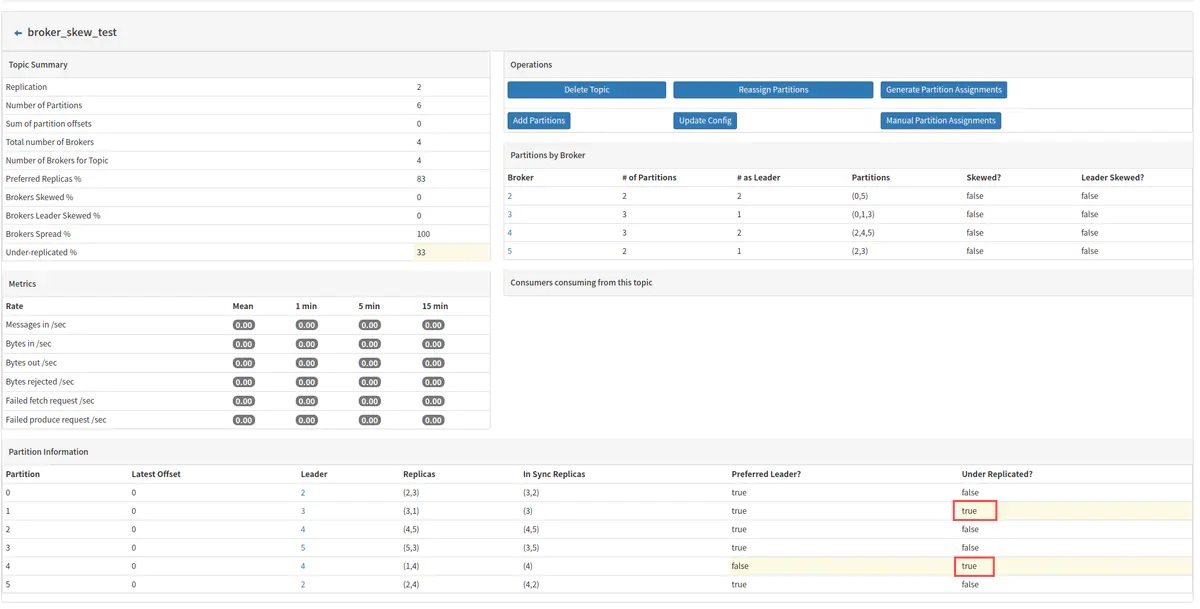 broker_skew_test
Topic Summary
Replication 2
Number of Partitions 6
Sum of partition offsets 0
Total number of Brokers 4
Number of Brokers for Topic 4
Preferred Replicas % 83
Brokers Skewed % 0
Brokers Leader Skewed % 0
Brokers Spread % 100
Under-replicated % 33
Operations
Delete Topic Reassign Partitions Generate Partition Assignments
Add Partitions Update Config Manual Partition Assignments
Partitions by Broker
Broker # of Partitions # as Leader Partitions Skewed? Leader Skewed?
2 2 2 (0,5) false false
3 3 1 (0,1,3) false false
4 3 2 (2,4,5) false false
5 2 1 (2,3) false false
Metrics
Rate Mean 1 min 5 min 15 min
Messages in /sec 0.00 0.00 0.00 0.00
Bytes in /sec 0.00 0.00 0.00 0.00
Bytes out /sec 0.00 0.00 0.00 0.00
Bytes rejected /sec 0.00 0.00 0.00 0.00
Failed fetch request /sec 0.00 0.00 0.00 0.00
Failed produce request /sec 0.00 0.00 0.00 0.00
Consumers consuming from this topic
Partition Information
Partition Latest Offset Leader Replicas In Sync Replicas Preferred Leader? Under Replicated?
0 0 2 (2,3) (3,2) true false
1 0 3 (3,1) (3) true true
2 0 4 (4,5) (4,5) true false
3 0 5 (5,3) (3,5) true false
4 0 4 (1,4) (4) false true
5 0 2 (2,4) (4,2) true false